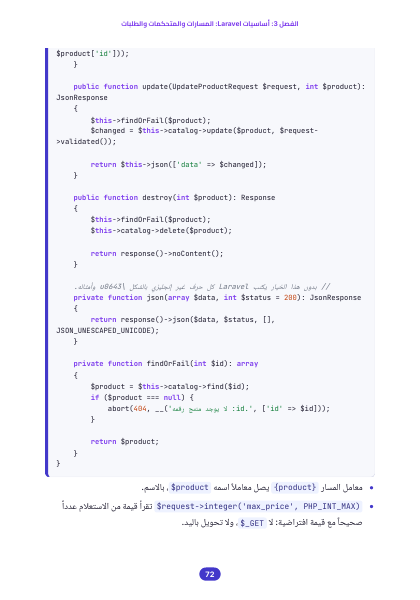 الفصل 3: أساسيات Laravel: المسارات والمتحكمات والطلبات
$product['id']));
    }

    public function update(UpdateProductRequest $request, int $product):
JsonResponse
    {
        $this->findOrFail($product);
        $changed = $this->catalog->update($product, $request-
>validated());

        return $this->json(['data' => $changed]);
    }

    public function destroy(int $product): Response
    {
        $this->findOrFail($product);
        $this->catalog->delete($product);

        return response()->noContent();
    }

    // بدون هذا الخيار يكتب Laravel كل حرف غير إنجليزي بالشكل \u0643 وأمثاله.
    private function json(array $data, int $status = 200): JsonResponse
    {
        return response()->json($data, $status, [],
JSON_UNESCAPED_UNICODE);
    }

    private function findOrFail(int $id): array
    {
        $product = $this->catalog->find($id);
        if ($product === null) {
            abort(404, __('لا يوجد منتج رقمه :id.', ['id' => $id]));
        }

        return $product;
    }
}
• معامل المسار {product} يصل معاملاً اسمه $product، بالاسم.
• $request->integer('max_price', PHP_INT_MAX) تقرأ قيمة من الاستعلام عدداً
صحيحاً مع قيمة افتراضية: لا $_GET، ولا تحويل باليد.
72